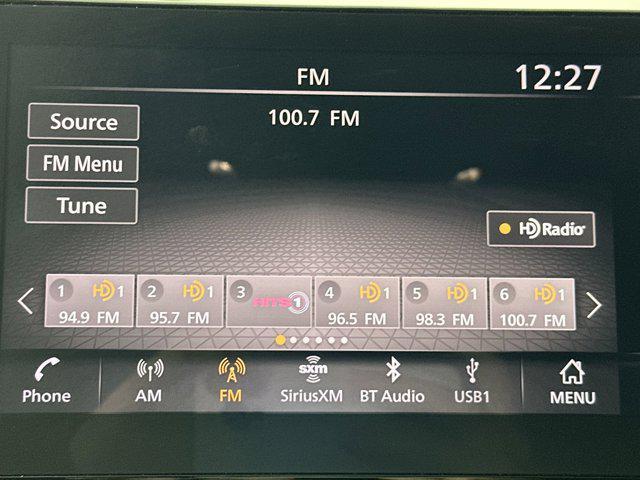 FM
12:27
100.7 FM
Source
FM Menu
Tune
HD Radio
1 HD 1
94.9 FM
2 HD 1
95.7 FM
3 HITS 1
4 HD 1
96.5 FM
5 HD 1
98.3 FM
6 HD 1
100.7 FM
Phone
AM
FM
sxm
SiriusXM
BT Audio
USB1
MENU